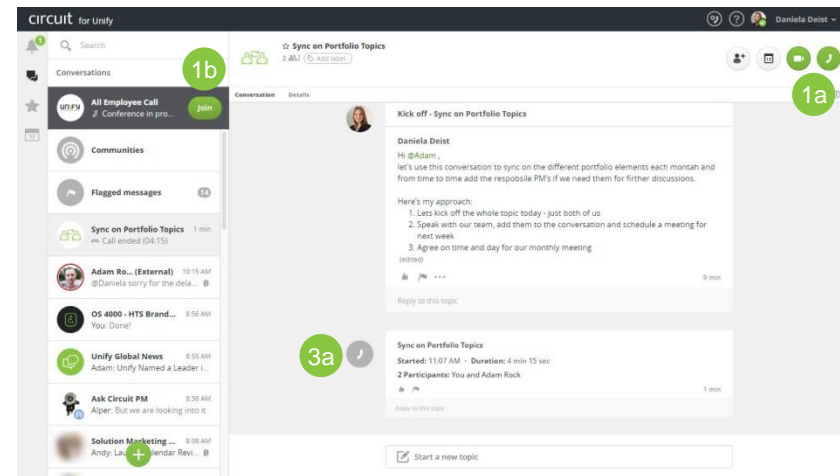 circuit for Unify
Daniela Deist
Search
Conversations
1b
UNIFY
All Employee Call
Conference in pro...
Join
Communities
Flagged messages
14
Sync on Portfolio Topics 1 min
Call ended (04:15)
Adam Ro... (External) 10:15 AM
@Daniela sorry for the dela...
OS 4000 - HTS Brand... 8:56 AM
You: Done!
Unify Global News 8:55 AM
Adam: Unify Named a Leader i...
Ask Circuit PM 8:36 AM
Alper: But we are looking into it
Solution Marketing ... 8:08 AM
Andy: Lau lendar Revi...
Sync on Portfolio Topics
2 Add label
1a
Conversation Details
Kick off - Sync on Portfolio Topics
Daniela Deist
Hi @Adam ,
let's use this conversation to sync on the different portfolio elements each montah and
from time to time add the respobsile PM's if we need them for firther discussions.
Here's my approach:
1. Lets kick off the whole topic today - just both of us
2. Speak with our team, add them to the conversation and schedule a meeting for
next week
3. Agree on time and day for our monthly meeting
(edited)
9 min
Reply to this topic
3a
Sync on Portfolio Topics
Started: 11:07 AM · Duration: 4 min 15 sec
2 Participants: You and Adam Rock
1 min
Reply to this topic
Start a new topic